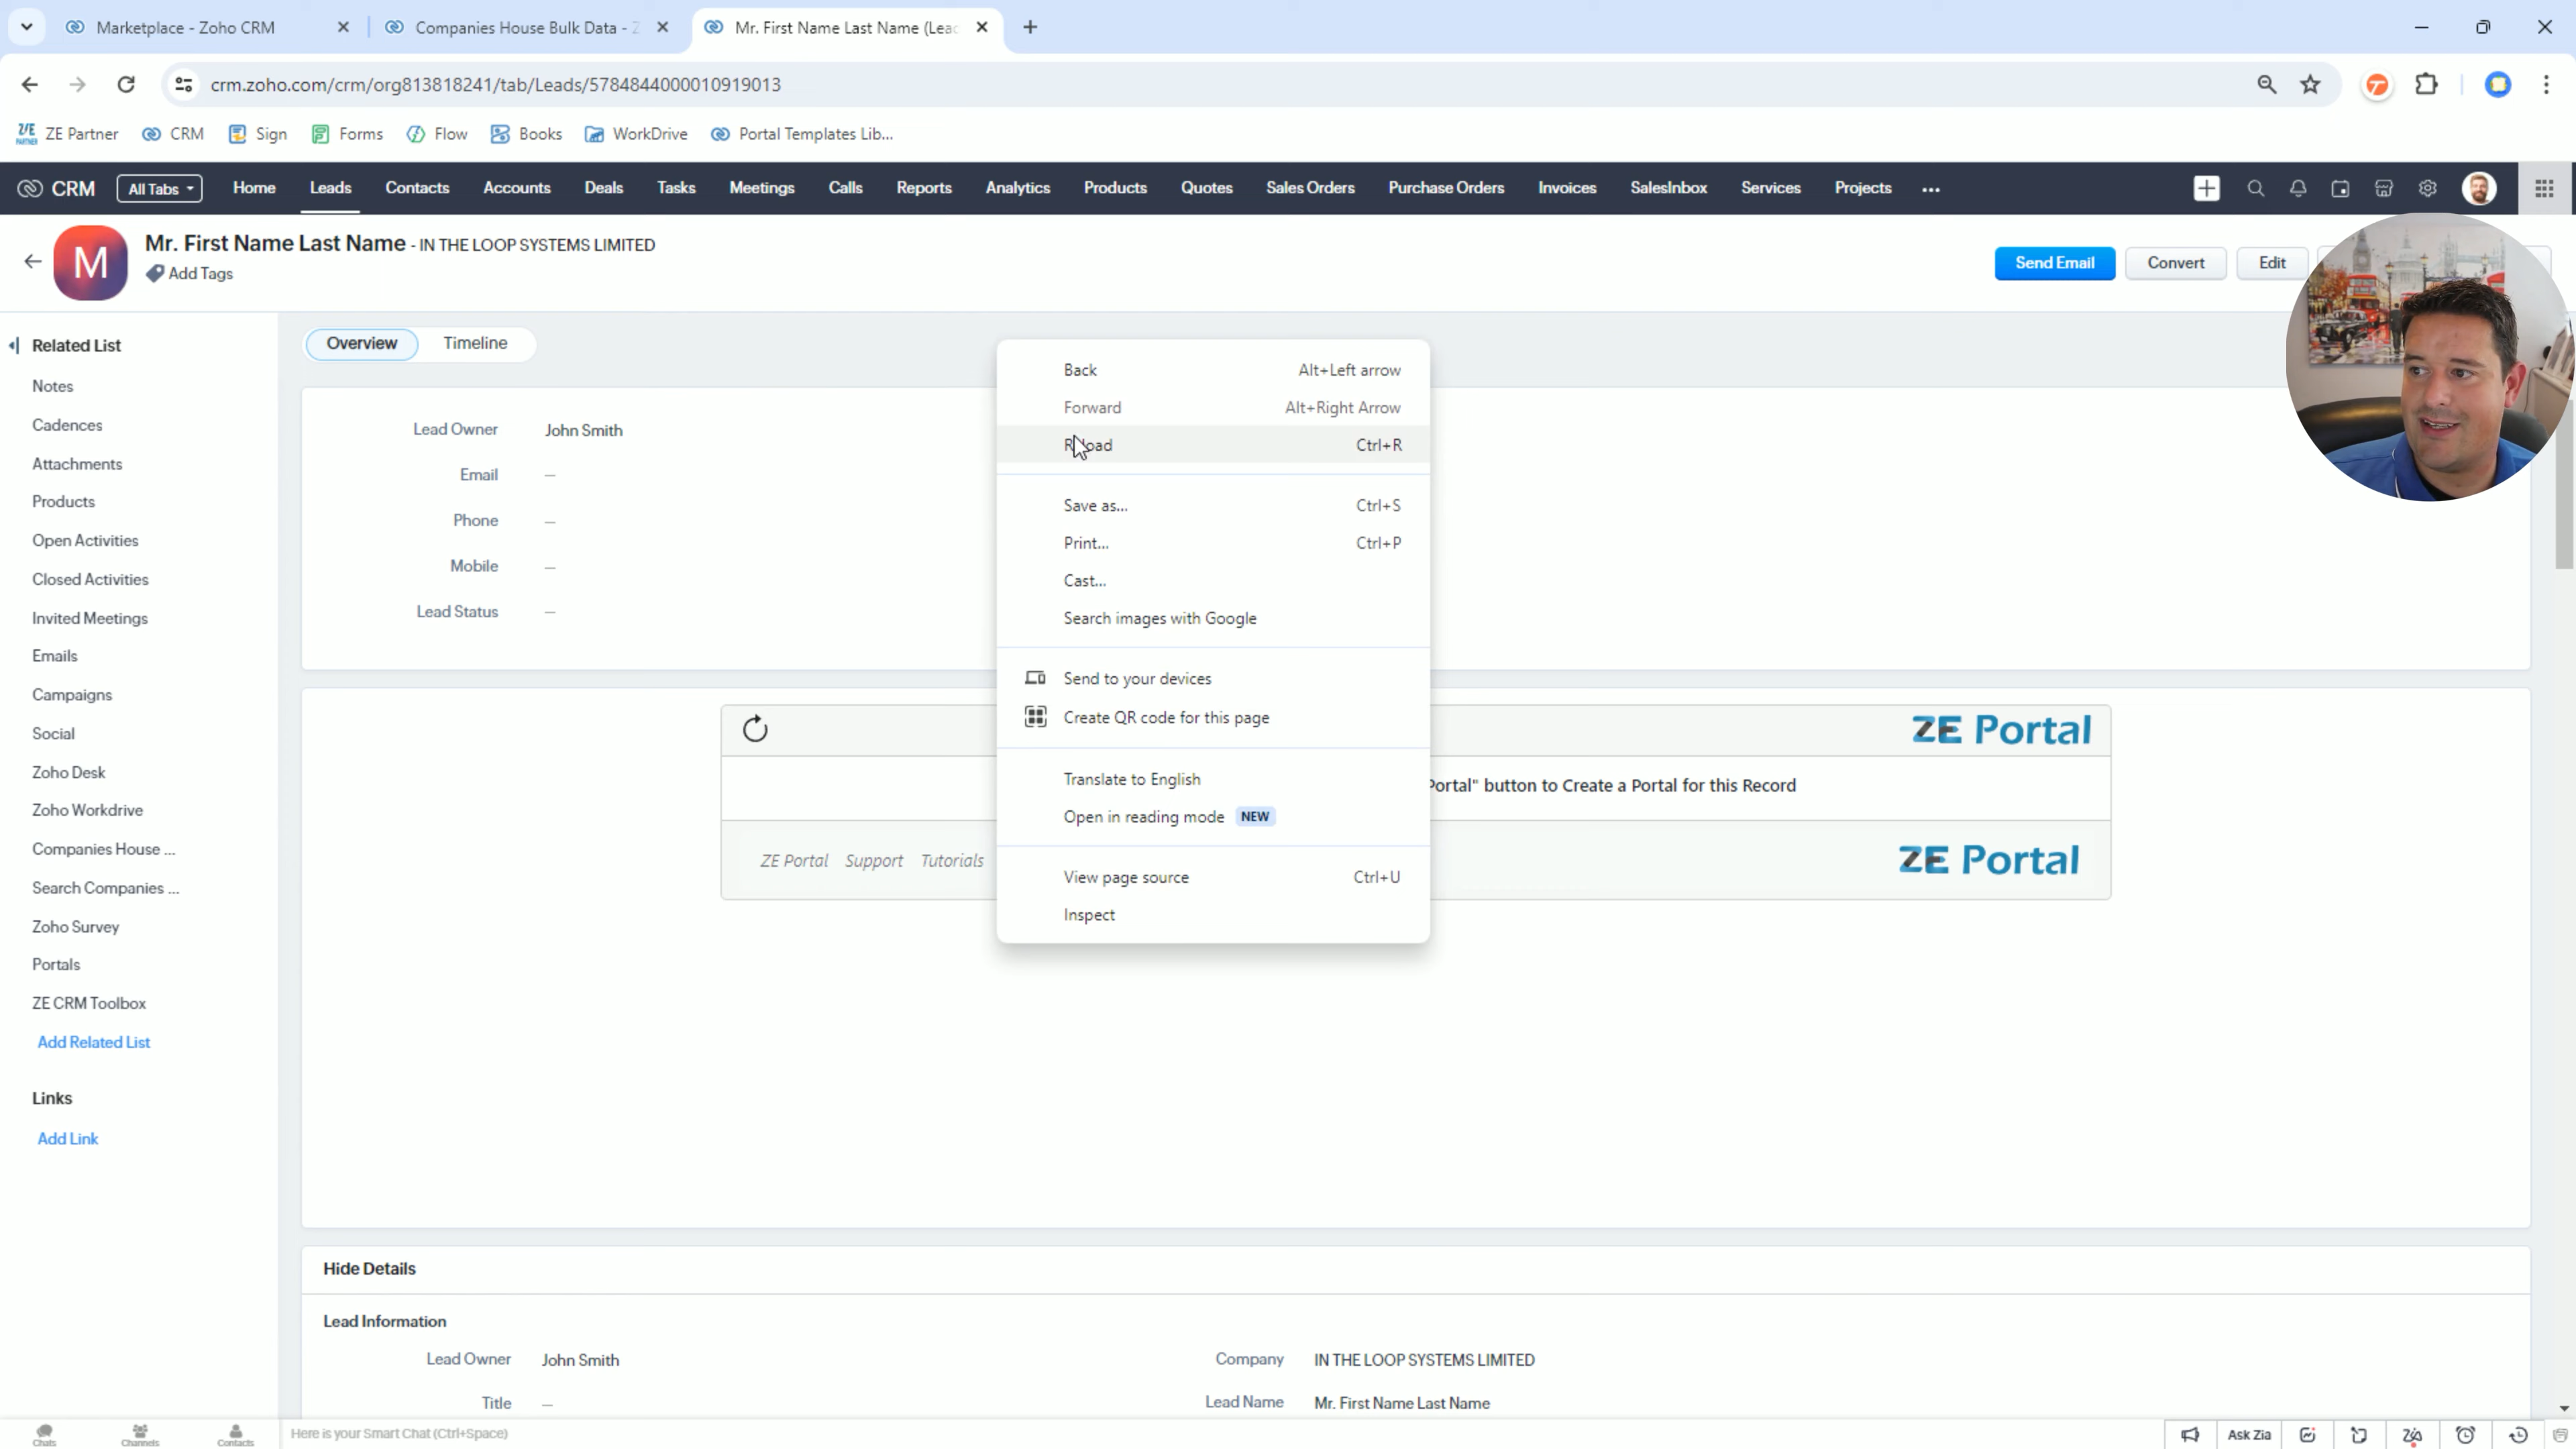 Marketplace - Zoho CRM
Companies House Bulk Data - Z
Mr. First Name Last Name (Leac
crm.zoho.com/crm/org813818241/tab/Leads/5784844000010919013
ZE Partner CRM Sign Forms Flow Books WorkDrive Portal Templates Lib...
CRM All Tabs Home Leads Contacts Accounts Deals Tasks Meetings Calls Reports Analytics Products Quotes Sales Orders Purchase Orders Invoices SalesInbox Services Projects ...
M
Mr. First Name Last Name - IN THE LOOP SYSTEMS LIMITED
Add Tags
Send Email Convert Edit
Related List
Notes
Cadences
Attachments
Products
Open Activities
Closed Activities
Invited Meetings
Emails
Campaigns
Social
Zoho Desk
Zoho Workdrive
Companies House ...
Search Companies ...
Zoho Survey
Portals
ZE CRM Toolbox
Add Related List
Links
Add Link
Overview Timeline
Lead Owner John Smith
Email —
Phone —
Mobile —
Lead Status —
Back Alt+Left arrow
Forward Alt+Right Arrow
Reload Ctrl+R
Save as... Ctrl+S
Print... Ctrl+P
Cast...
Search images with Google
Send to your devices
Create QR code for this page
Translate to English
Open in reading mode NEW
View page source Ctrl+U
Inspect
ZE Portal
Portal" button to Create a Portal for this Record
ZE Portal Support Tutorials
ZE Portal
Hide Details
Lead Information
Lead Owner John Smith
Company IN THE LOOP SYSTEMS LIMITED
Title —
Lead Name Mr. First Name Last Name
Chats Channels Contacts
Here is your Smart Chat (Ctrl+Space)
Ask Zia